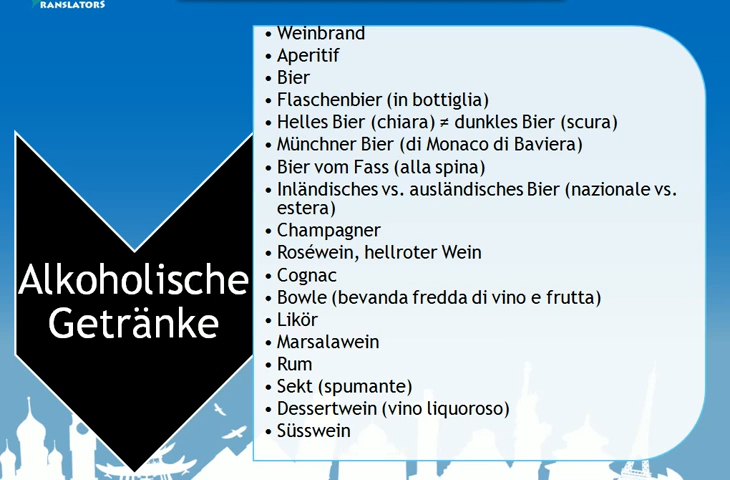 RANSLATORS
• Weinbrand
• Aperitif
• Bier
• Flaschenbier (in bottiglia)
• Helles Bier (chiara) ≠ dunkles Bier (scura)
• Münchner Bier (di Monaco di Baviera)
• Bier vom Fass (alla spina)
• Inländisches vs. ausländisches Bier (nazionale vs.
estera)
• Champagner
• Roséwein, hellroter Wein
• Cognac
• Bowle (bevanda fredda di vino e frutta)
• Likör
• Marsalawein
• Rum
• Sekt (spumante)
• Dessertwein (vino liquoroso)
• Süsswein
Alkoholische
Getränke